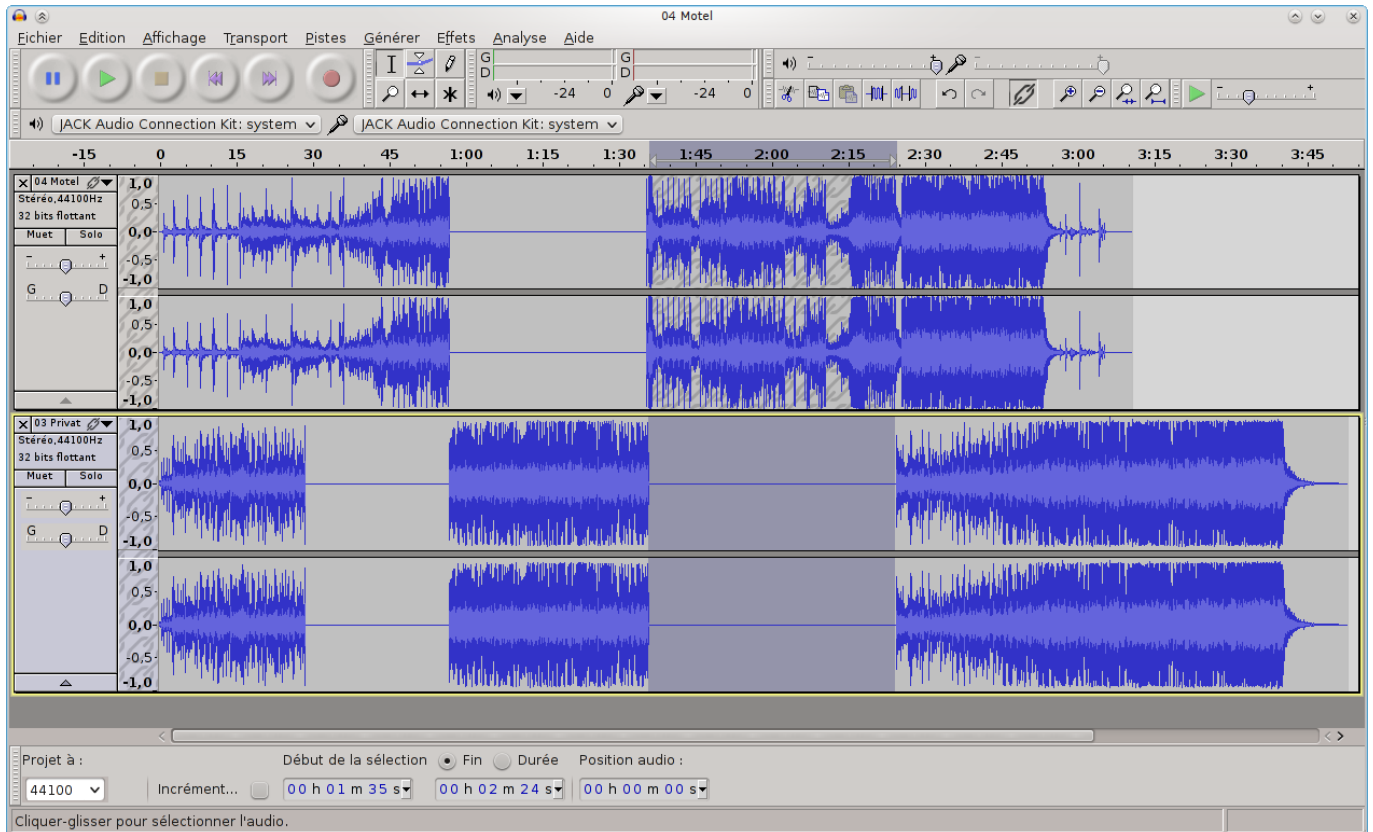 04 Motel
Fichier Edition Affichage Transport Pistes Générer Effets Analyse Aide
G G
D D
-24 0 -24 0
JACK Audio Connection Kit: system JACK Audio Connection Kit: system
-15 0 15 30 45 1:00 1:15 1:30 1:45 2:00 2:15 2:30 2:45 3:00 3:15 3:30 3:45
04 Motel 1,0
Stéréo,44100Hz 0,5
32 bits flottant
Muet Solo 0,0
- + -0,5
-1,0
G D
1,0
0,5
0,0
-0,5
-1,0
03 Privat 1,0
Stéréo,44100Hz 0,5
32 bits flottant
Muet Solo 0,0
- + -0,5
G D -1,0
1,0
0,5
0,0
-0,5
-1,0
Projet à : Début de la sélection Fin Durée Position audio :
44100 Incrément... 00 h 01 m 35 s 00 h 02 m 24 s 00 h 00 m 00 s
Cliquer-glisser pour sélectionner l'audio.